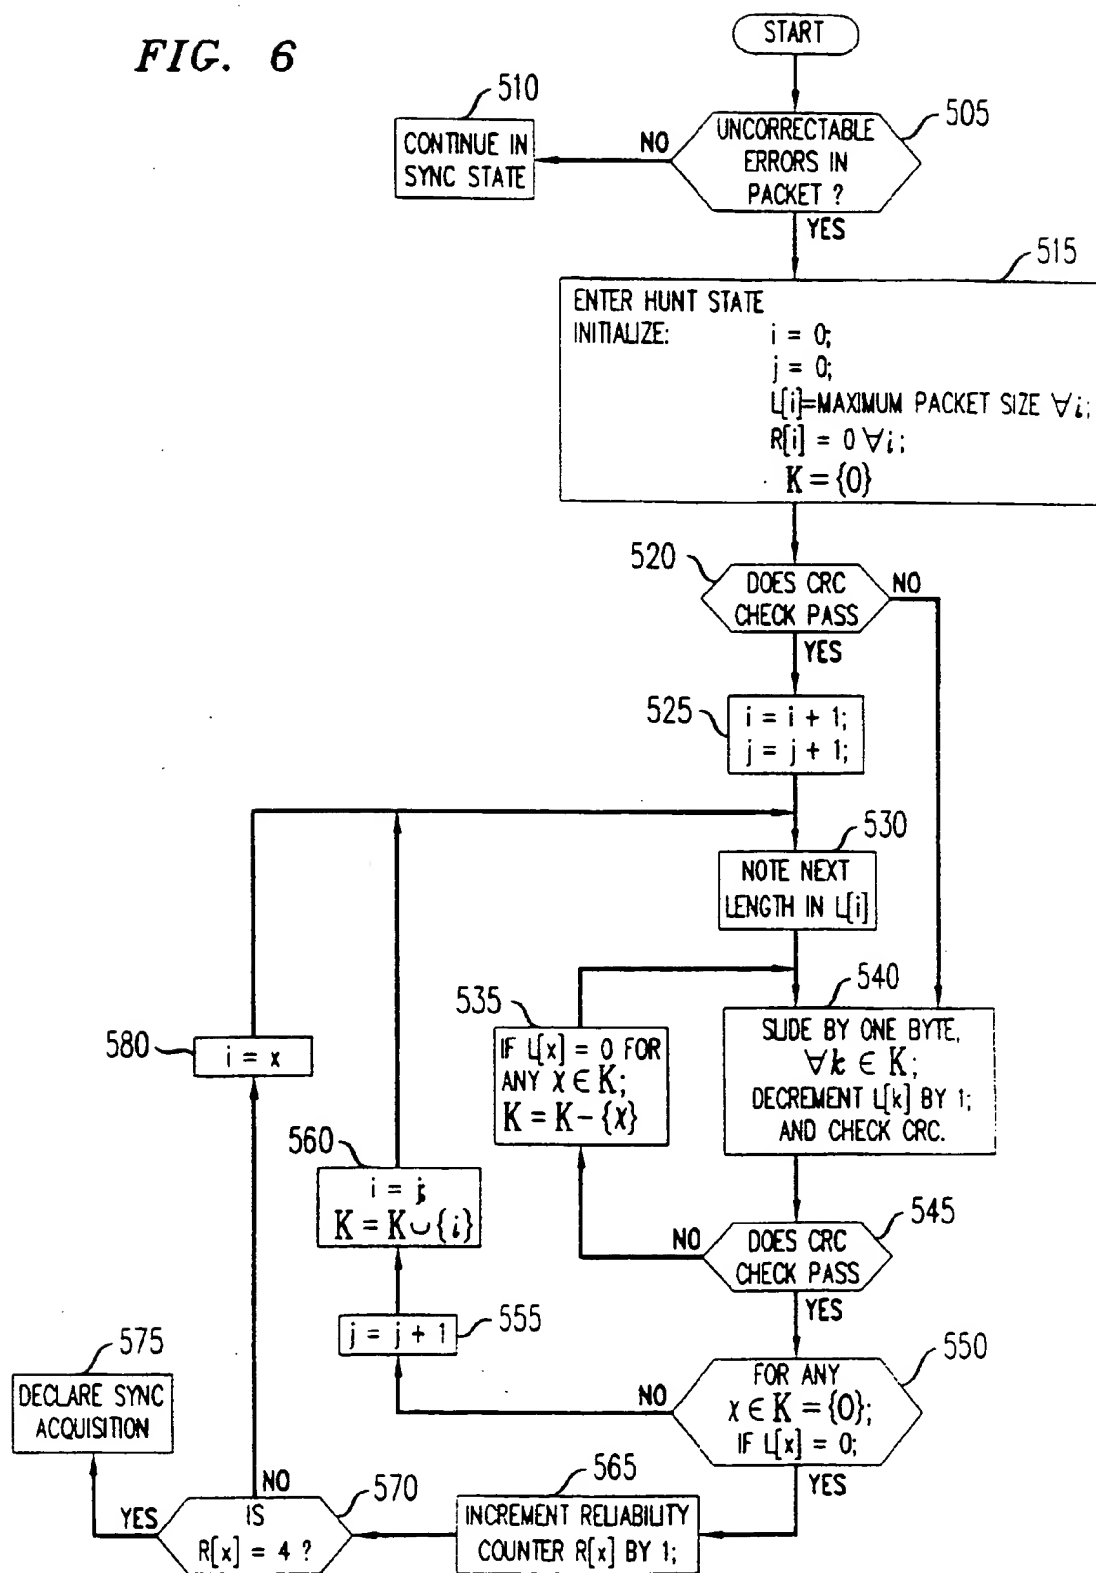 FIG. 6
START
510
505
CONTINUE IN
SYNC STATE
NO
UNCORRECTABLE
ERRORS IN
PACKET ?
YES
515
ENTER HUNT STATE
INITIALIZE:
i = 0;
j = 0;
L[i]=MAXIMUM PACKET SIZE ∀i;
R[i] = 0 ∀i;
K = {0}
520
DOES CRC
CHECK PASS
NO
YES
525
i = i + 1;
j = j + 1;
530
NOTE NEXT
LENGTH IN L[i]
535
IF L[x] = 0 FOR
ANY χ ∈ K;
K = K – {χ}
540
SLIDE BY ONE BYTE,
∀k ∈ K;
DECREMENT L[k] BY 1;
AND CHECK CRC.
580
i = x
560
i = j;
K = K ∪ {i}
545
DOES CRC
CHECK PASS
NO
YES
555
j = j + 1
550
FOR ANY
χ ∈ K = {0};
IF L[x] = 0;
NO
YES
575
DECLARE SYNC
ACQUISITION
570
IS
R[x] = 4 ?
NO
YES
565
INCREMENT RELIABILITY
COUNTER R[x] BY 1;